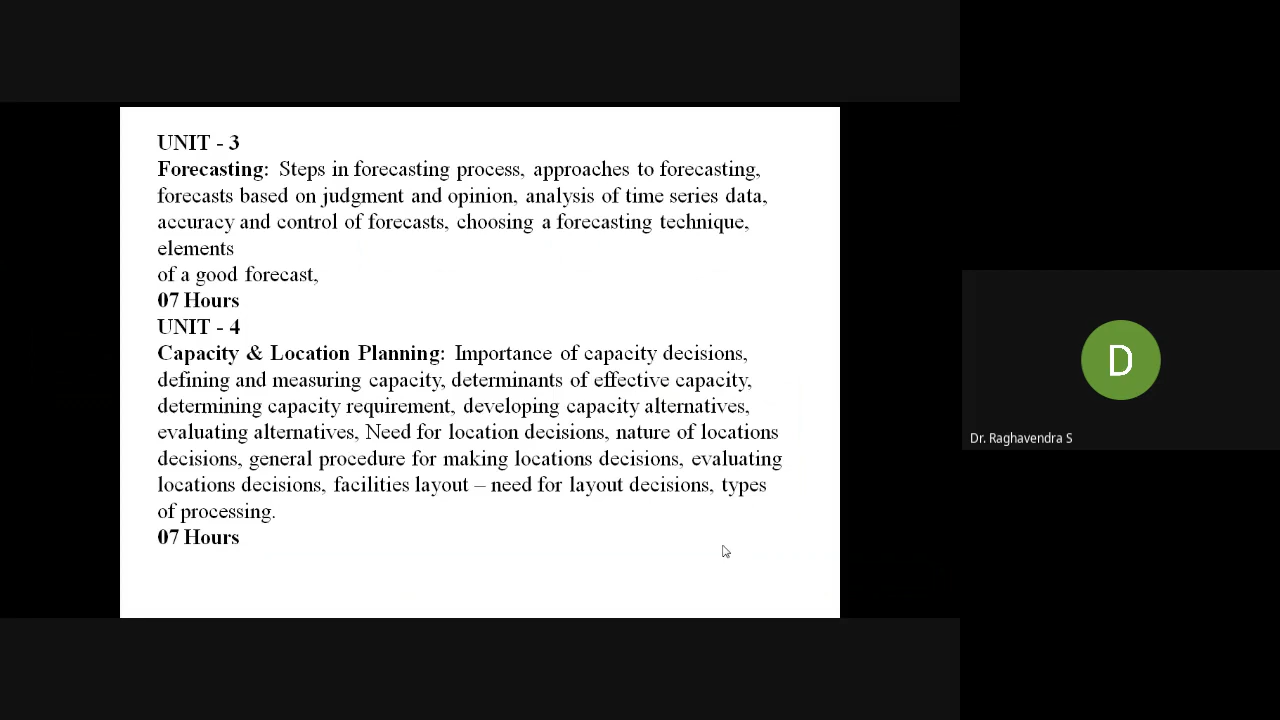 UNIT - 3
Forecasting: Steps in forecasting process, approaches to forecasting,
forecasts based on judgment and opinion, analysis of time series data,
accuracy and control of forecasts, choosing a forecasting technique,
elements
of a good forecast,
07 Hours
UNIT - 4
Capacity & Location Planning: Importance of capacity decisions,
defining and measuring capacity, determinants of effective capacity,
determining capacity requirement, developing capacity alternatives,
evaluating alternatives, Need for location decisions, nature of locations
decisions, general procedure for making locations decisions, evaluating
locations decisions, facilities layout – need for layout decisions, types
of processing.
07 Hours
D
Dr. Raghavendra S